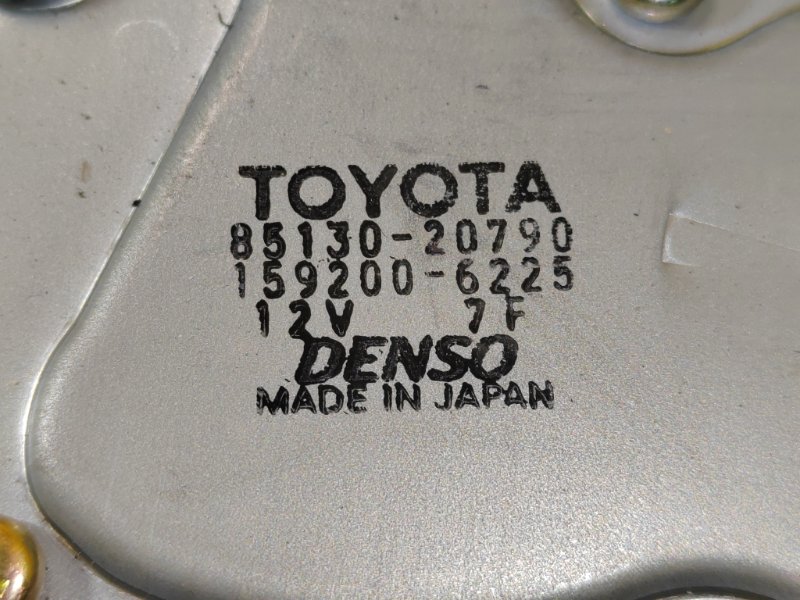 TOYOTA
85130-20790
159200-6225
12V 7F
DENSO
MADE IN JAPAN